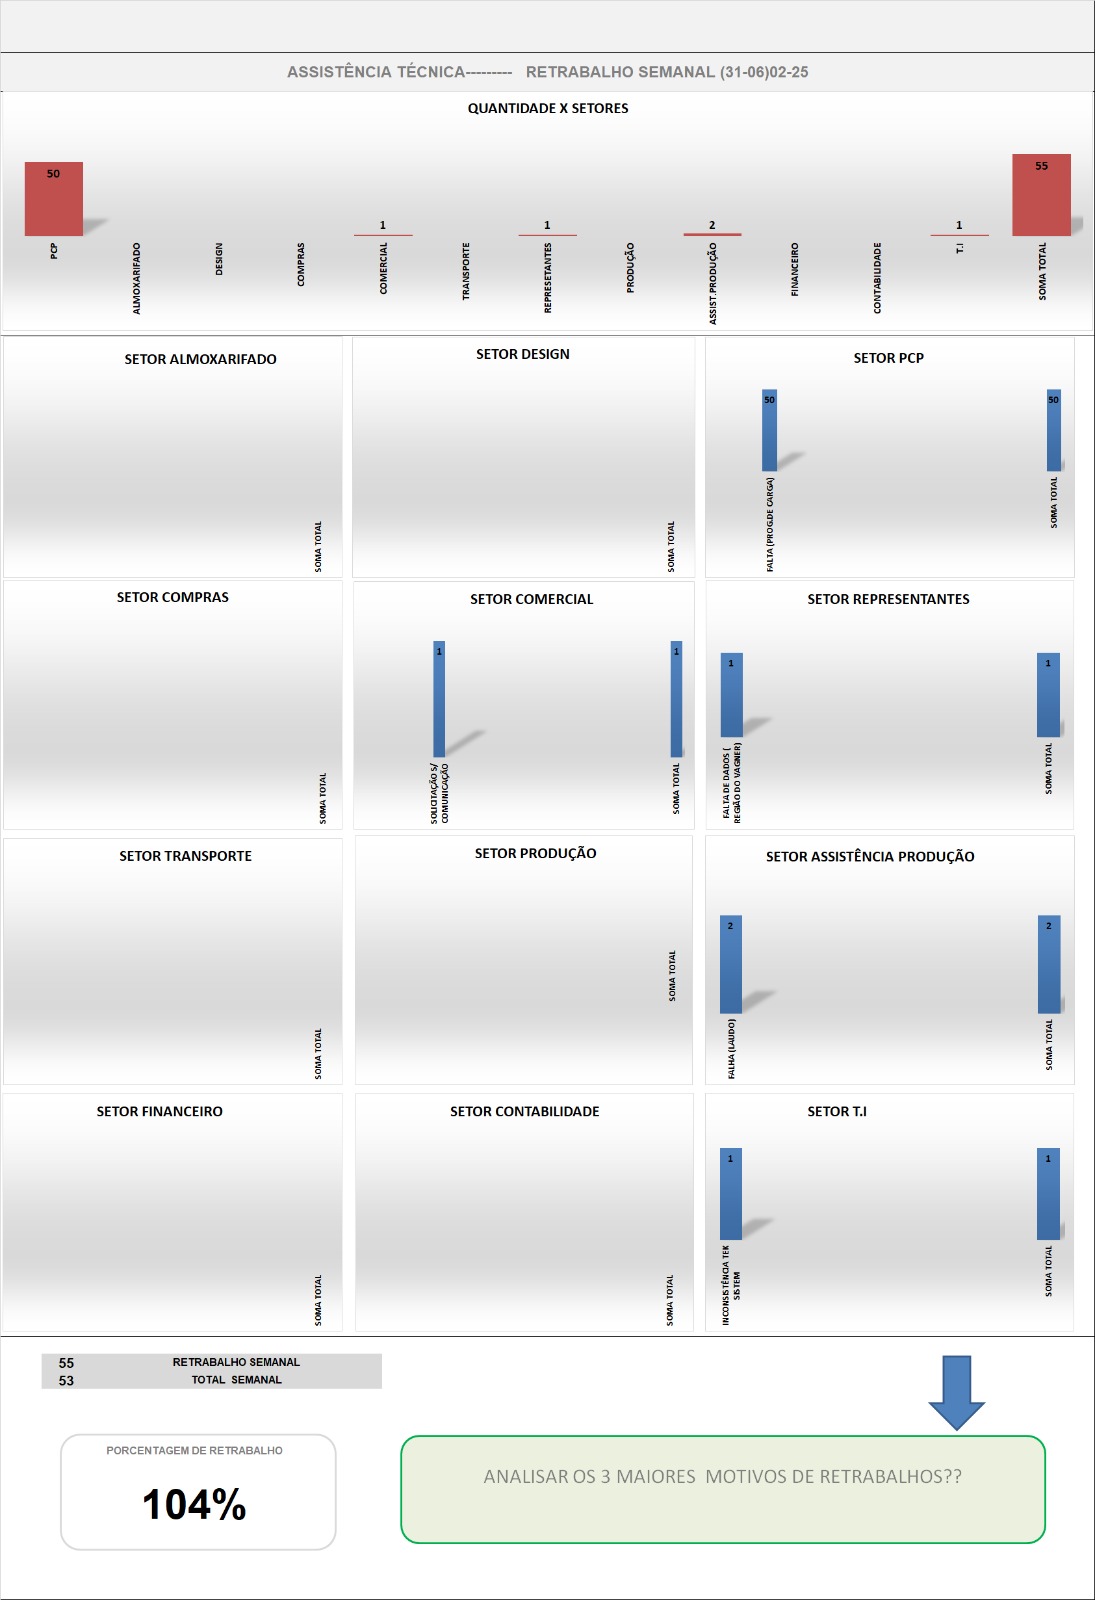 ASSISTÊNCIA TÉCNICA--------- RETRABALHO SEMANAL (31-06)02-25
QUANTIDADE X SETORES
50
1
1
2
1
55
PCP
ALMOXARIFADO
DESIGN
COMPRAS
COMERCIAL
TRANSPORTE
REPRESETANTES
PRODUÇÃO
ASSIST.PRODUÇÃO
FINANCEIRO
CONTABILIDADE
T.I
SOMA TOTAL
SETOR ALMOXARIFADO
SOMA TOTAL
SETOR DESIGN
SOMA TOTAL
SETOR PCP
50
50
FALTA (PROG.DE CARGA)
SOMA TOTAL
SETOR COMPRAS
SOMA TOTAL
SETOR COMERCIAL
1
1
SOLICITAÇÃO S/
COMUNICAÇÃO
SOMA TOTAL
SETOR REPRESENTANTES
1
1
FALTA DE DADOS (
REGIÃO DO VAGNER)
SOMA TOTAL
SETOR TRANSPORTE
SOMA TOTAL
SETOR PRODUÇÃO
SOMA TOTAL
SETOR ASSISTÊNCIA PRODUÇÃO
2
2
FALHA (LAUDO)
SOMA TOTAL
SETOR FINANCEIRO
SOMA TOTAL
SETOR CONTABILIDADE
SOMA TOTAL
SETOR T.I
1
1
INCONSISTÊNCIA TEK
SISTEM
SOMA TOTAL
55 RETRABALHO SEMANAL
53 TOTAL SEMANAL
PORCENTAGEM DE RETRABALHO
104%
ANALISAR OS 3 MAIORES MOTIVOS DE RETRABALHOS??